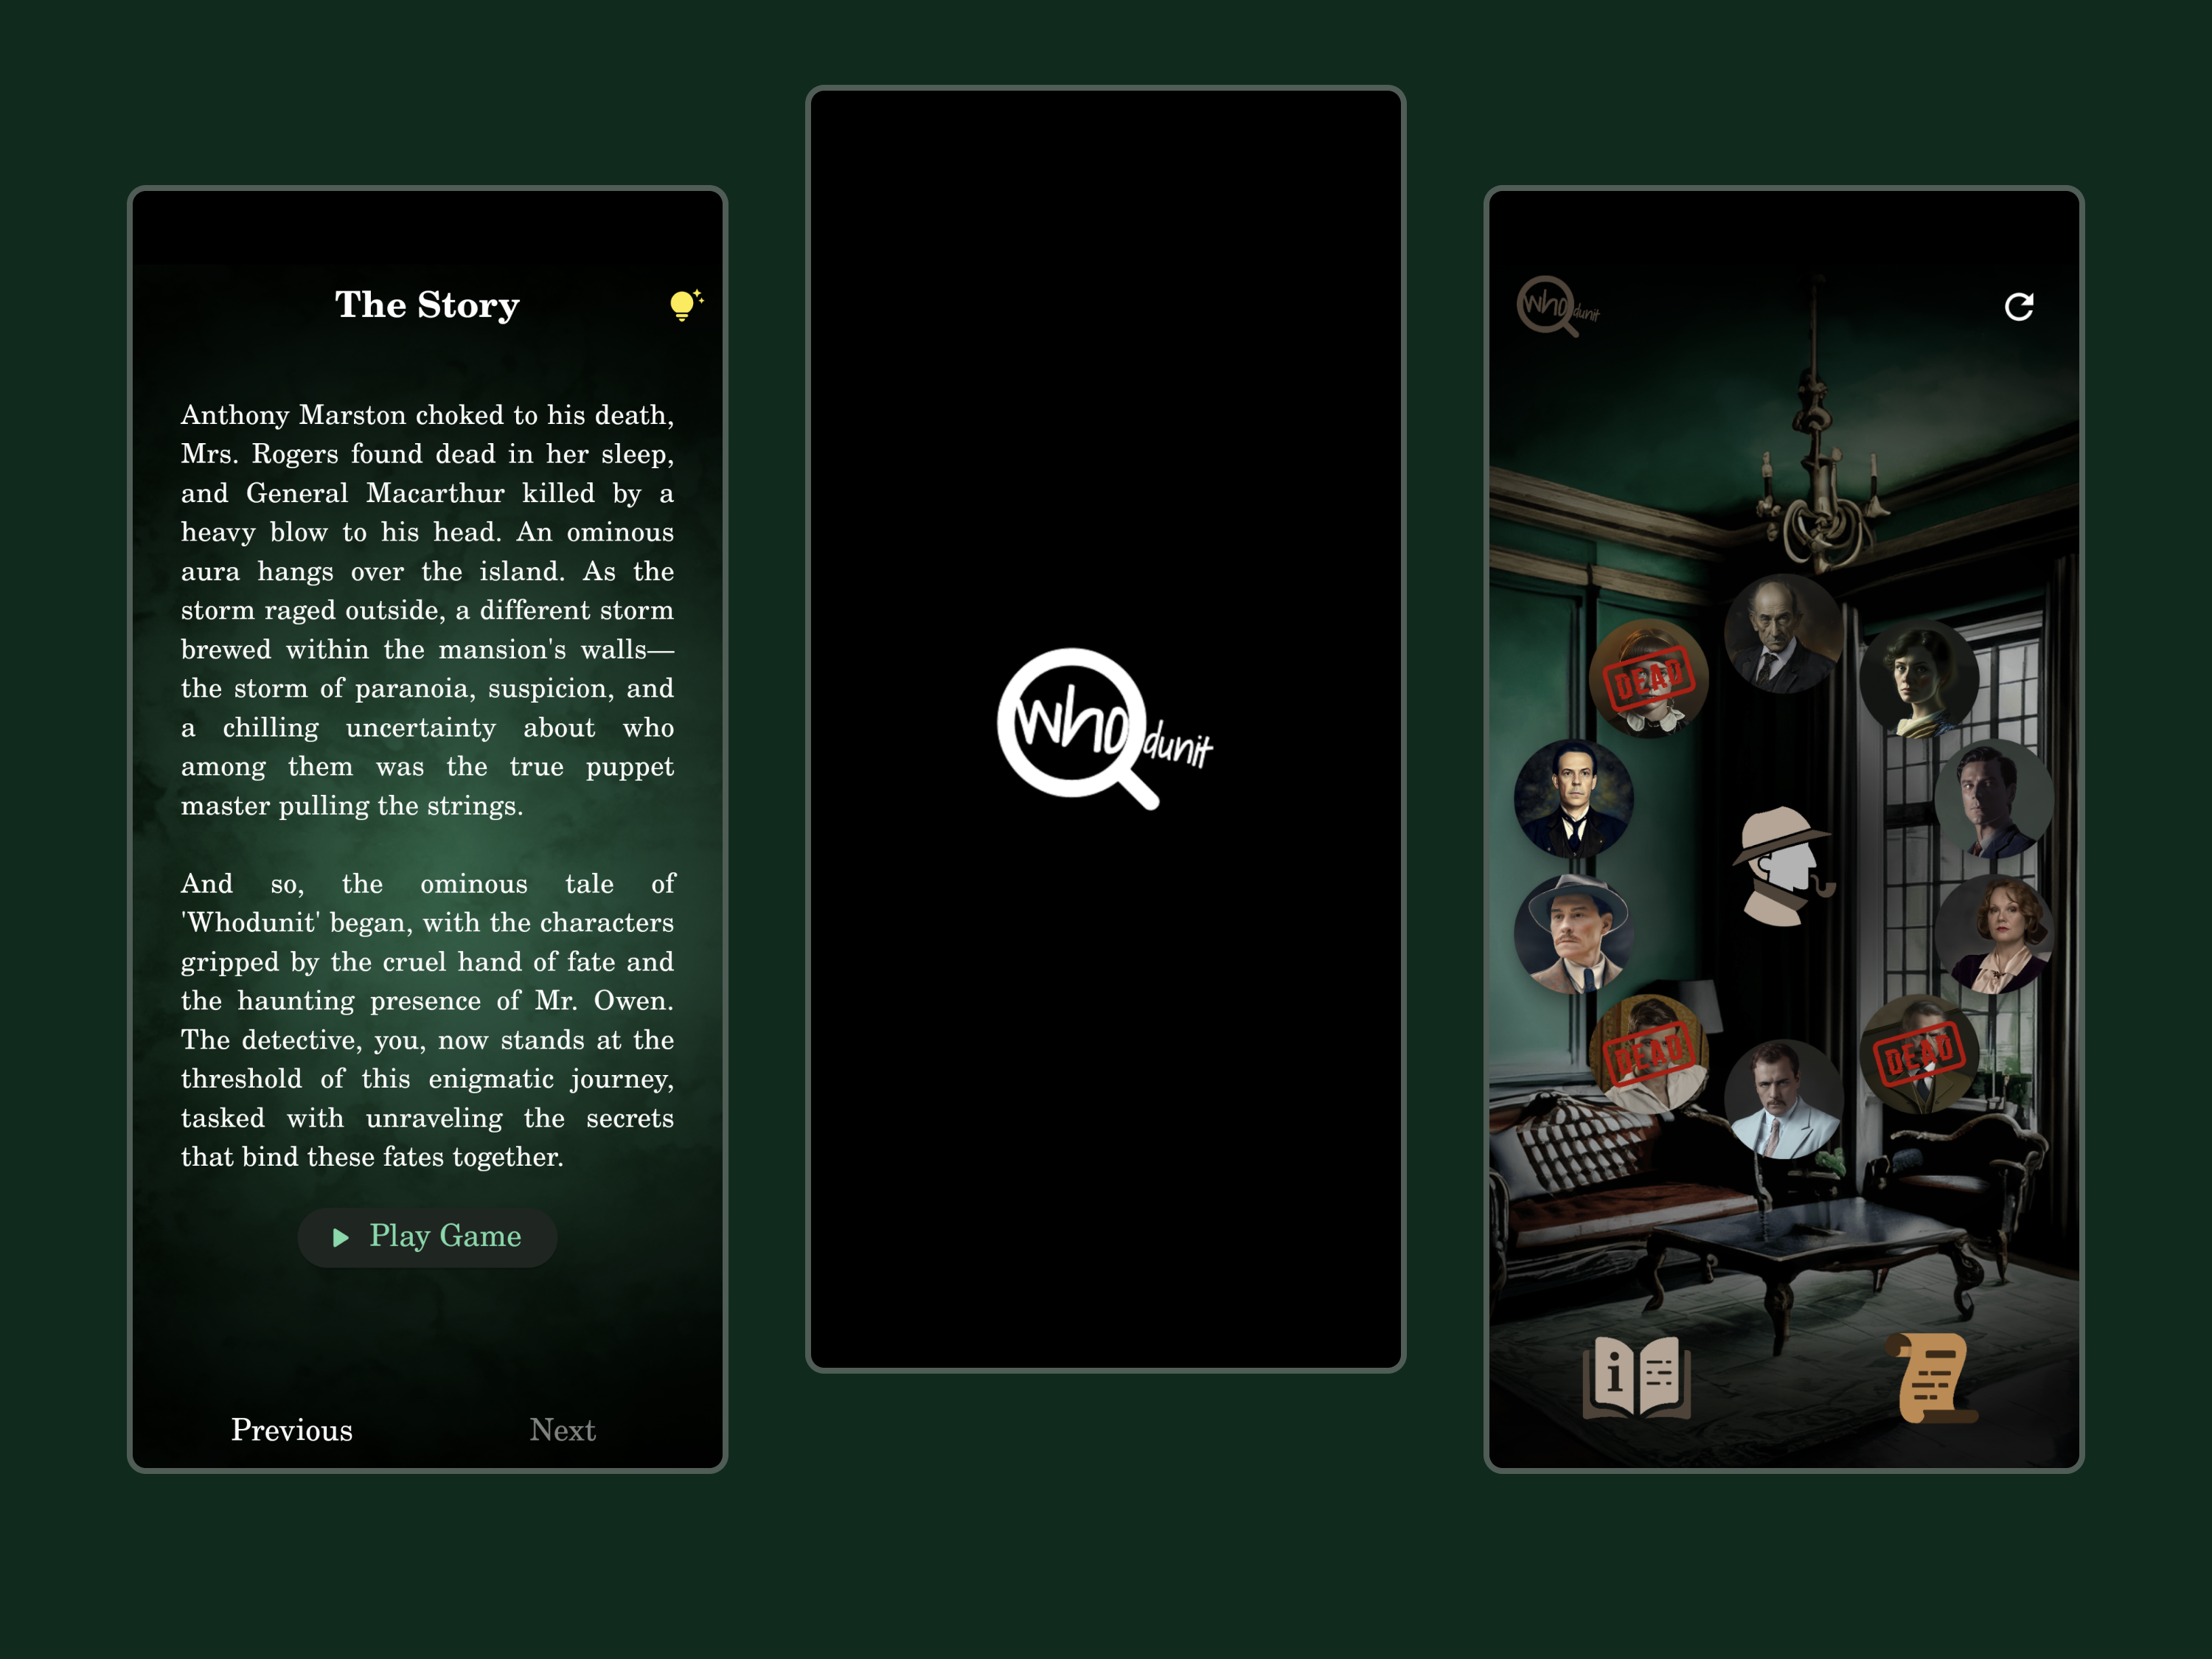 The Story
Anthony Marston choked to his death,
Mrs. Rogers found dead in her sleep,
and General Macarthur killed by a
heavy blow to his head. An ominous
aura hangs over the island. As the
storm raged outside, a different storm
brewed within the mansion's walls—
the storm of paranoia, suspicion, and
a chilling uncertainty about who
among them was the true puppet
master pulling the strings.
And so, the ominous tale of
'Whodunit' began, with the characters
gripped by the cruel hand of fate and
the haunting presence of Mr. Owen.
The detective, you, now stands at the
threshold of this enigmatic journey,
tasked with unraveling the secrets
that bind these fates together.
Play Game
Previous Next
who dunit
who dunit
DEAD
DEAD
DEAD
i